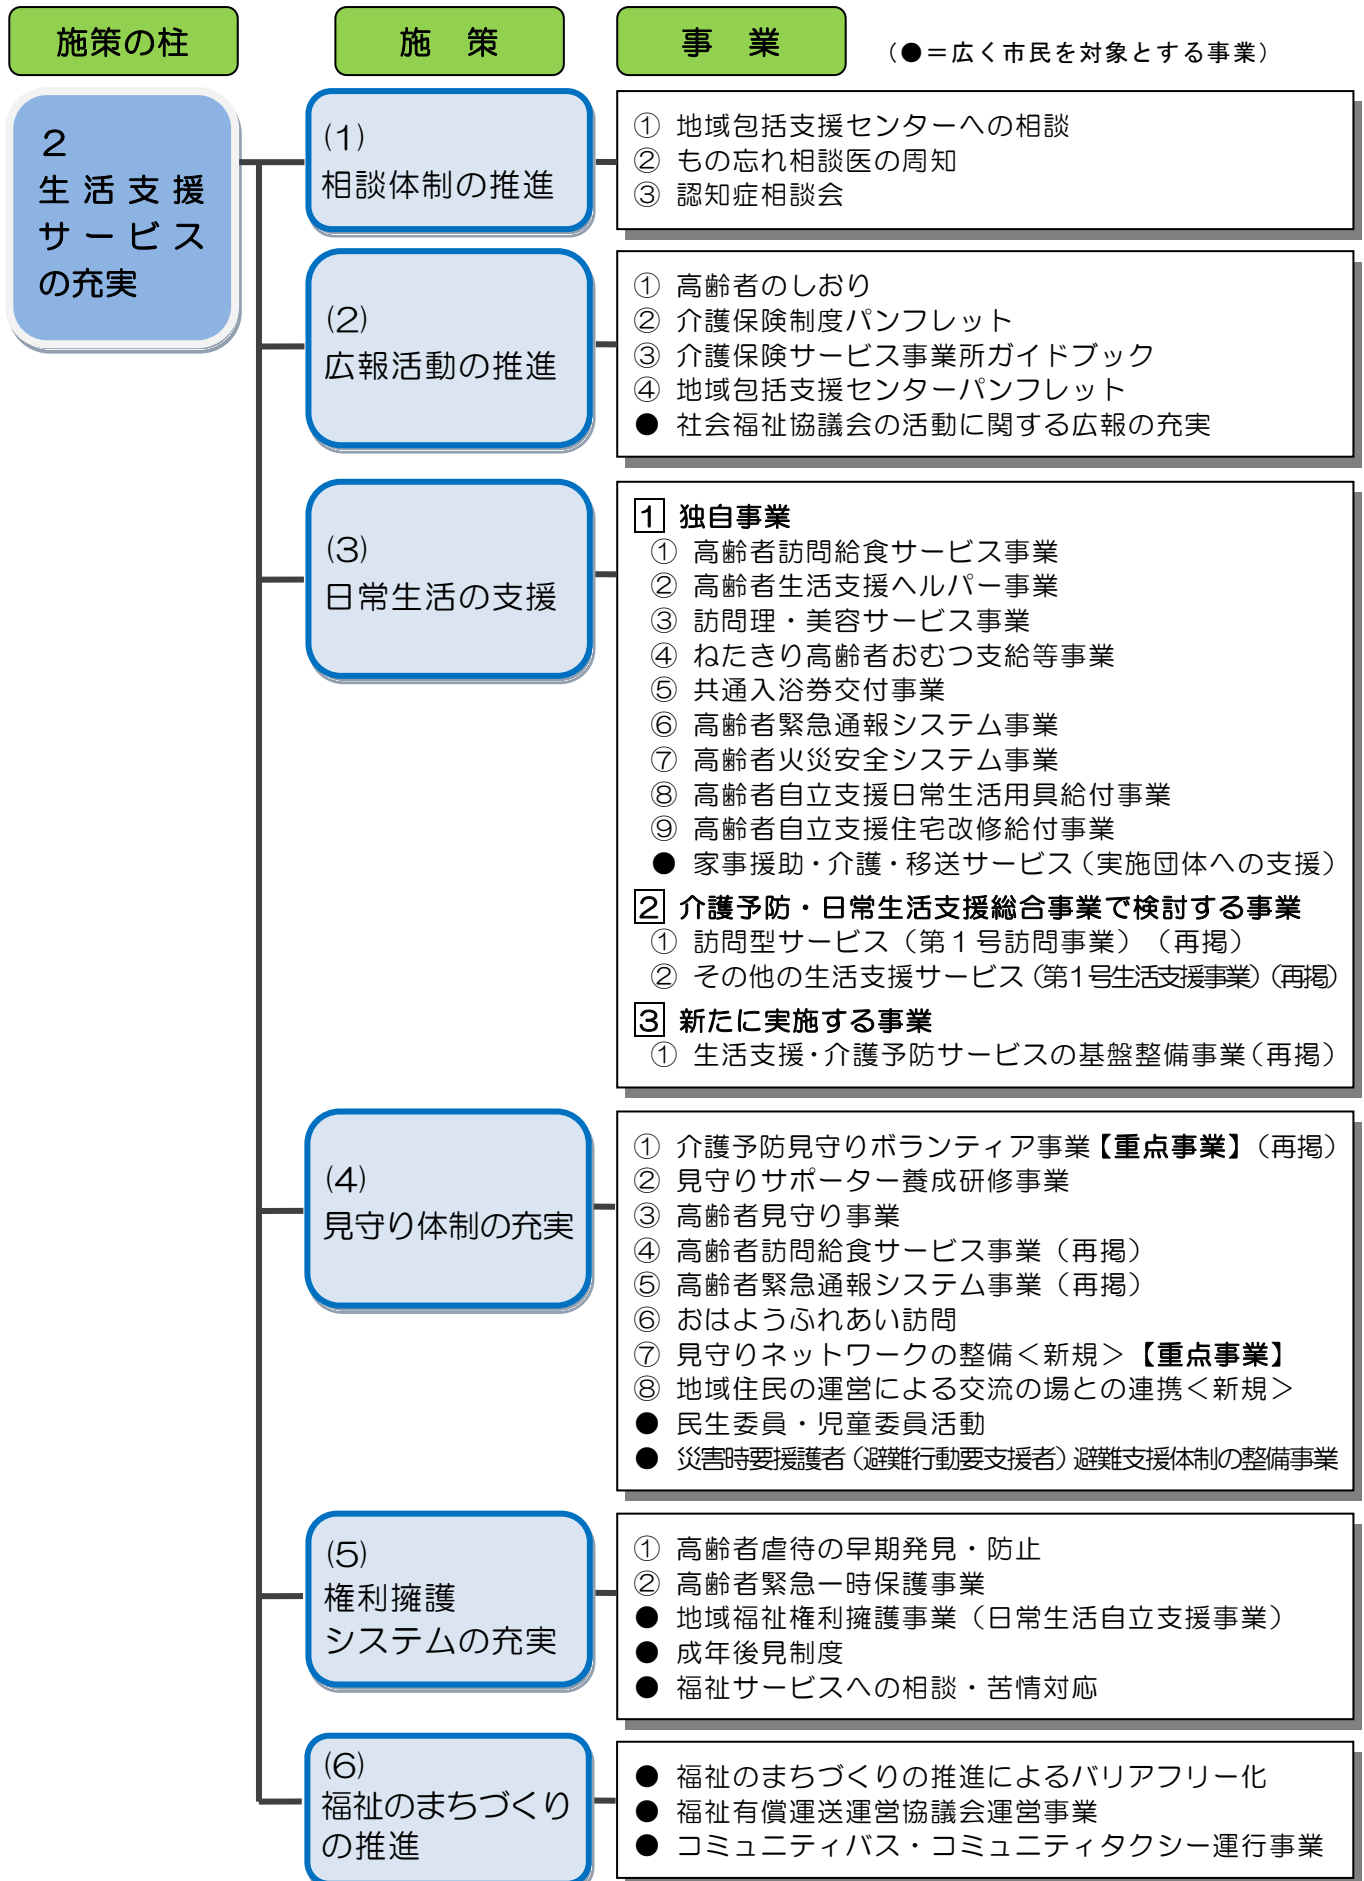 施策の柱
施　策
事　業
（●＝広く市民を対象とする事業）
2
生活支援
サービス
の充実
(1)
相談体制の推進
① 地域包括支援センターへの相談
② もの忘れ相談医の周知
③ 認知症相談会
(2)
広報活動の推進
① 高齢者のしおり
② 介護保険制度パンフレット
③ 介護保険サービス事業所ガイドブック
④ 地域包括支援センターパンフレット
● 社会福祉協議会の活動に関する広報の充実
(3)
日常生活の支援
1 独自事業
① 高齢者訪問給食サービス事業
② 高齢者生活支援ヘルパー事業
③ 訪問理・美容サービス事業
④ ねたきり高齢者おむつ支給等事業
⑤ 共通入浴券交付事業
⑥ 高齢者緊急通報システム事業
⑦ 高齢者火災安全システム事業
⑧ 高齢者自立支援日常生活用具給付事業
⑨ 高齢者自立支援住宅改修給付事業
● 家事援助・介護・移送サービス（実施団体への支援）
2 介護予防・日常生活支援総合事業で検討する事業
① 訪問型サービス（第１号訪問事業）（再掲）
② その他の生活支援サービス（第1号生活支援事業）（再掲）
3 新たに実施する事業
① 生活支援・介護予防サービスの基盤整備事業（再掲）
(4)
見守り体制の充実
① 介護予防見守りボランティア事業【重点事業】（再掲）
② 見守りサポーター養成研修事業
③ 高齢者見守り事業
④ 高齢者訪問給食サービス事業（再掲）
⑤ 高齢者緊急通報システム事業（再掲）
⑥ おはようふれあい訪問
⑦ 見守りネットワークの整備＜新規＞【重点事業】
⑧ 地域住民の運営による交流の場との連携＜新規＞
● 民生委員・児童委員活動
● 災害時要援護者（避難行動要支援者）避難支援体制の整備事業
(5)
権利擁護
システムの充実
① 高齢者虐待の早期発見・防止
② 高齢者緊急一時保護事業
● 地域福祉権利擁護事業（日常生活自立支援事業）
● 成年後見制度
● 福祉サービスへの相談・苦情対応
(6)
福祉のまちづくり
の推進
● 福祉のまちづくりの推進によるバリアフリー化
● 福祉有償運送運営協議会運営事業
● コミュニティバス・コミュニティタクシー運行事業